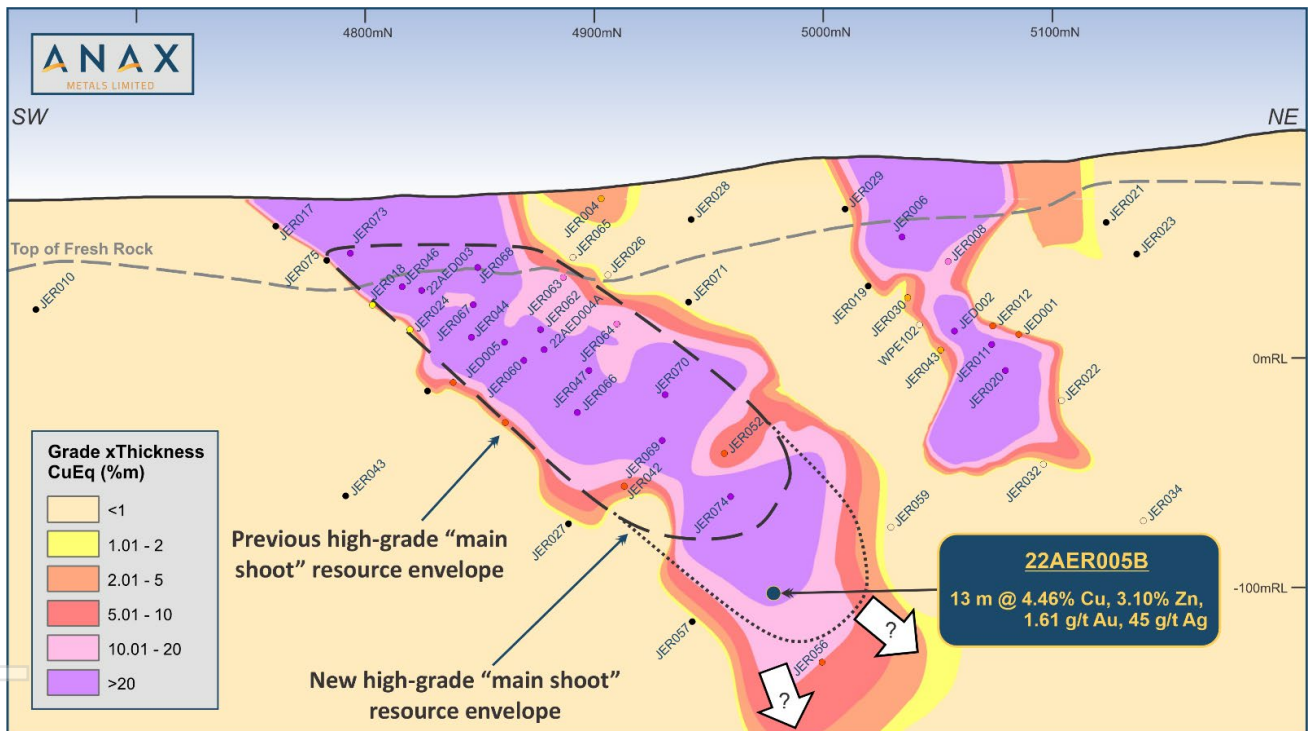 4800mN
4900mN
5000mN
5100mN
ANAX
METALS LIMITED
SW
NE
JER017
JER073
JER004
JER065
JER028
JER029
JER006
JER008
JER021
JER023
Top of Fresh Rock
JER010
JER075
JER018
JER046
22AED003
JER068
JER026
JER071
JER019
JER030
WPE102
JER043
JED002
JER012
JED001
JER024
JER067
JER044
JER063
JER062
22AED004A
JER064
0mRL
JED005
JER060
JER047
JER066
JER070
JER011
JER020
JER022
JER052
JER069
JER042
JER074
JER032
JER059
JER034
JER043
JER027
Grade xThickness
CuEq (%m)
<1
1.01 - 2
2.01 - 5
5.01 - 10
10.01 - 20
>20
Previous high-grade “main
shoot” resource envelope
22AER005B
13 m @ 4.46% Cu, 3.10% Zn,
1.61 g/t Au, 45 g/t Ag
-100mRL
JER057
JER056
?
?
New high-grade “main shoot”
resource envelope